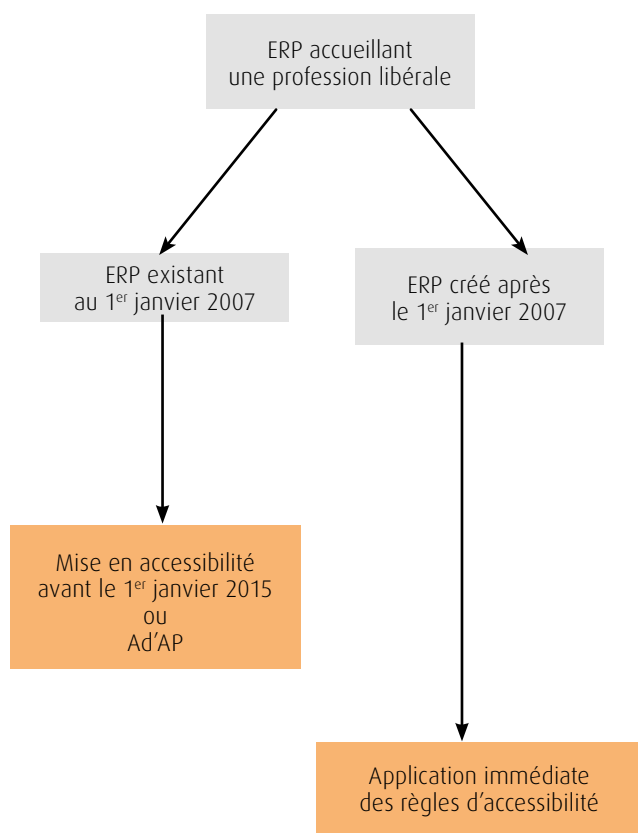 ERP accueillant
une profession libérale
ERP existant
au 1er janvier 2007
ERP créé après
le 1er janvier 2007
Mise en accessibilité
avant le 1er janvier 2015
ou
Ad’AP
Application immédiate
des règles d’accessibilité